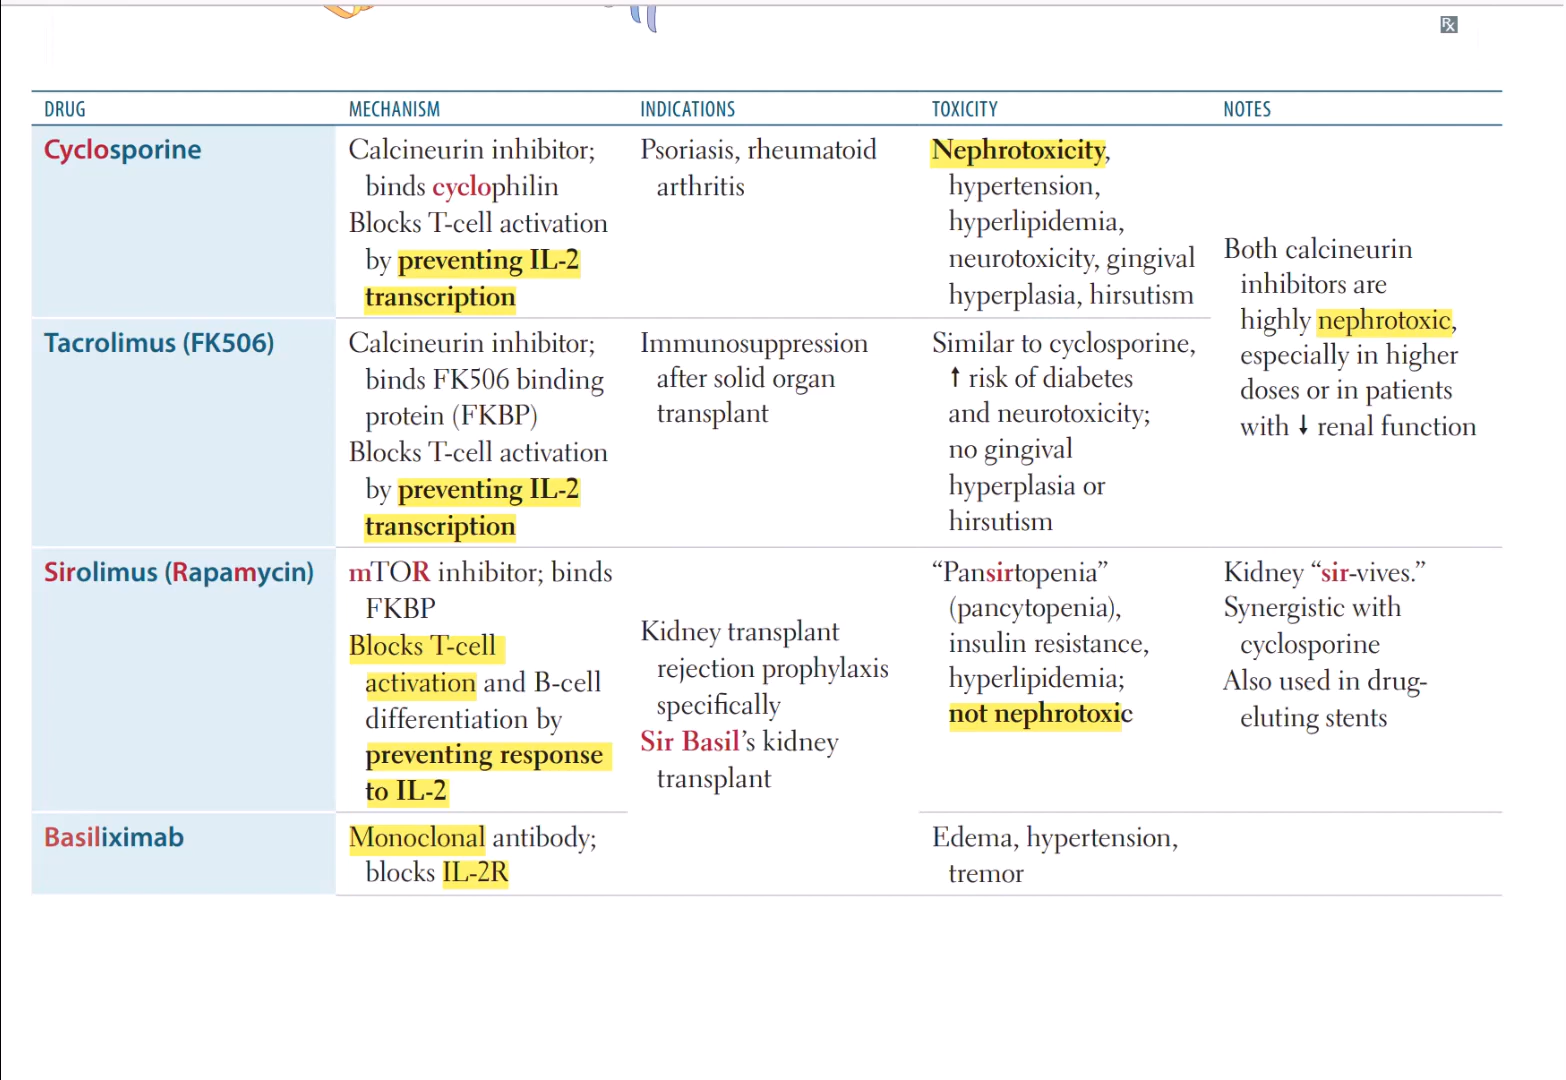 Rx
DRUG
MECHANISM
INDICATIONS
TOXICITY
NOTES
Cyclosporine
Calcineurin inhibitor;
binds cyclophilin
Blocks T-cell activation
by preventing IL-2
transcription
Psoriasis, rheumatoid
arthritis
Nephrotoxicity,
hypertension,
hyperlipidemia,
neurotoxicity, gingival
hyperplasia, hirsutism
Both calcineurin
inhibitors are
highly nephrotoxic,
especially in higher
doses or in patients
with ↓ renal function
Tacrolimus (FK506)
Calcineurin inhibitor;
binds FK506 binding
protein (FKBP)
Blocks T-cell activation
by preventing IL-2
transcription
Immunosuppression
after solid organ
transplant
Similar to cyclosporine,
↑ risk of diabetes
and neurotoxicity;
no gingival
hyperplasia or
hirsutism
Sirolimus (Rapamycin)
mTOR inhibitor; binds
FKBP
Blocks T-cell
activation and B-cell
differentiation by
preventing response
to IL-2
Kidney transplant
rejection prophylaxis
specifically
Sir Basil’s kidney
transplant
“Pansirtopenia”
(pancytopenia),
insulin resistance,
hyperlipidemia;
not nephrotoxic
Kidney “sir-vives.”
Synergistic with
cyclosporine
Also used in drug-
eluting stents
Basiliximab
Monoclonal antibody;
blocks IL-2R
Edema, hypertension,
tremor